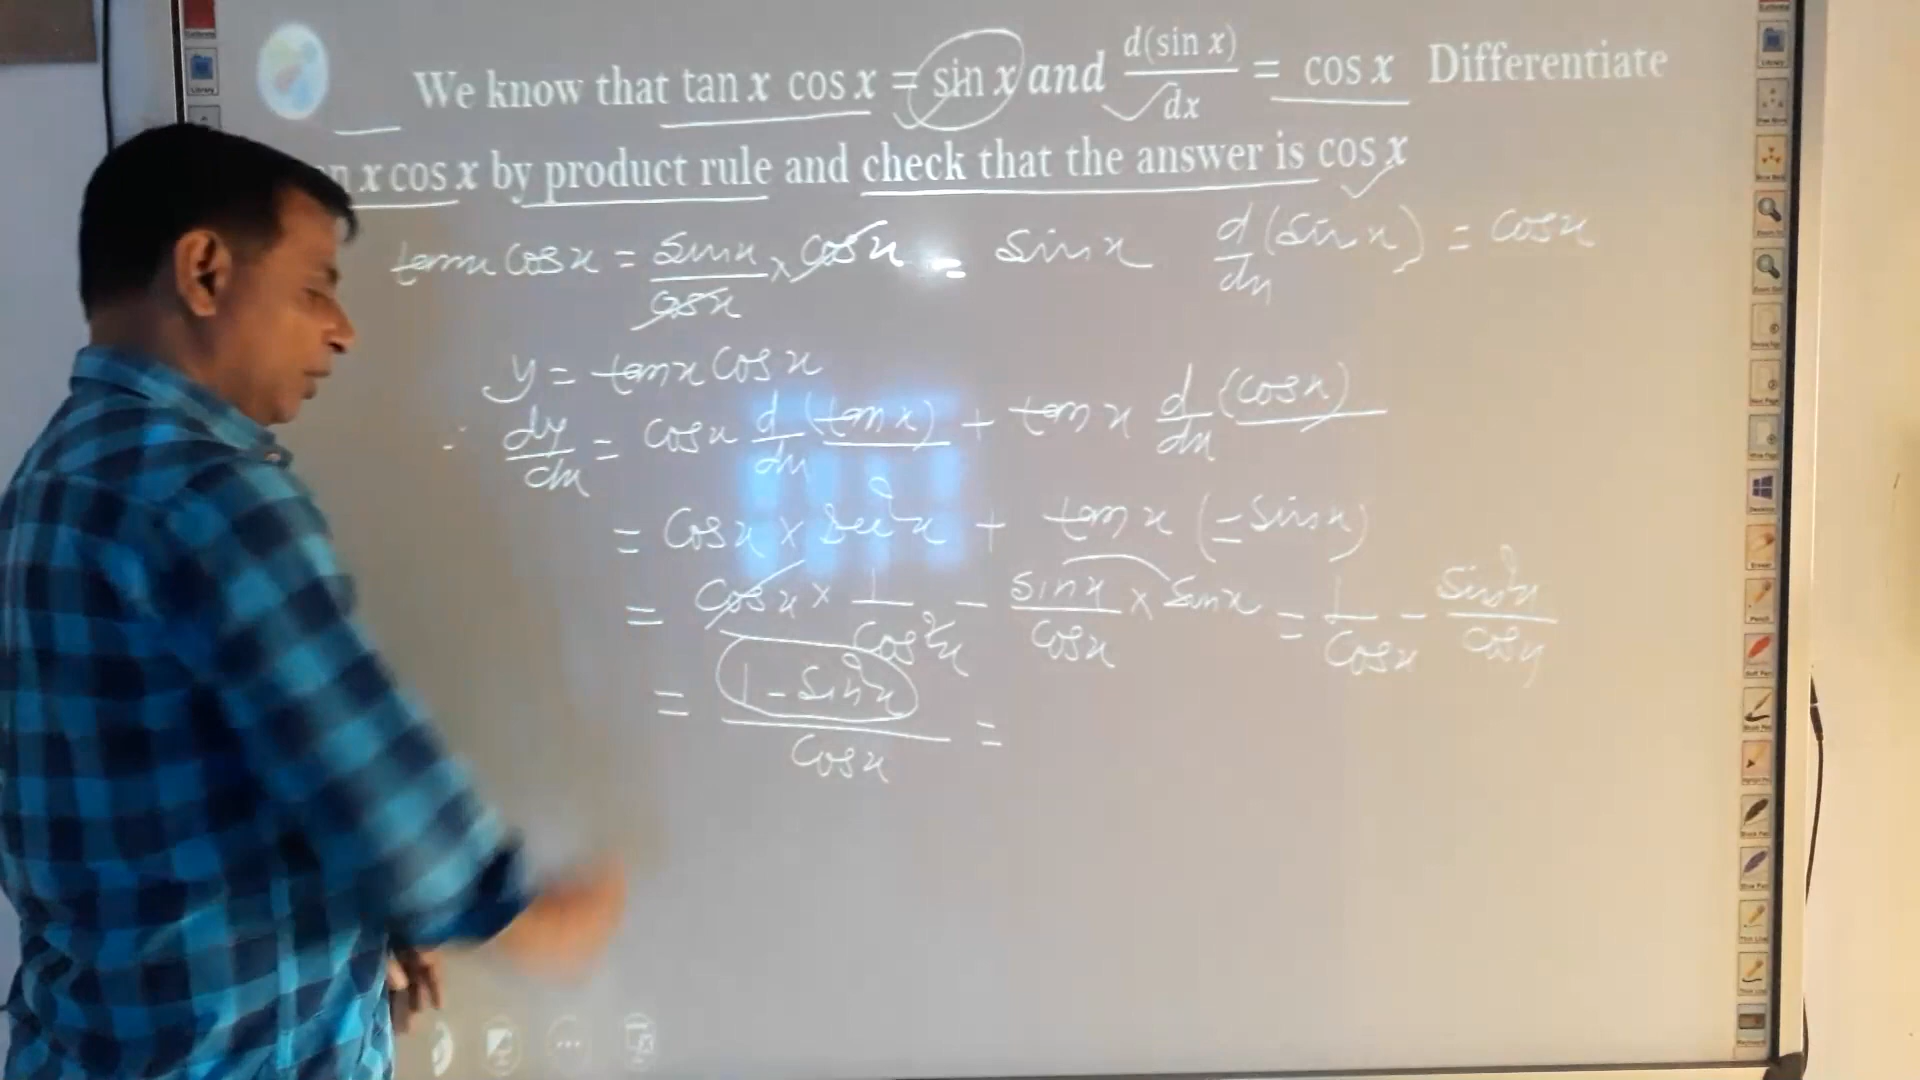 We know that tan x cos x = sin x and d(sin x)/dx = cos x Differentiate
x cos x by product rule and check that the answer is cos x
tan x cos x = sin x/cos x × cos x = sin x d/dx (sin x) = cos x
y = tan x cos x
∴ dy/dx = cos x d/dx (tan x) + tan x d/dx (cos x)
= cos x × sec²x + tan x (-sin x)
= cos x × 1/cos²x - sin x/cos x × sin x = 1/cos x - sin²x/cos x
= 1 - sin²x/cos x =